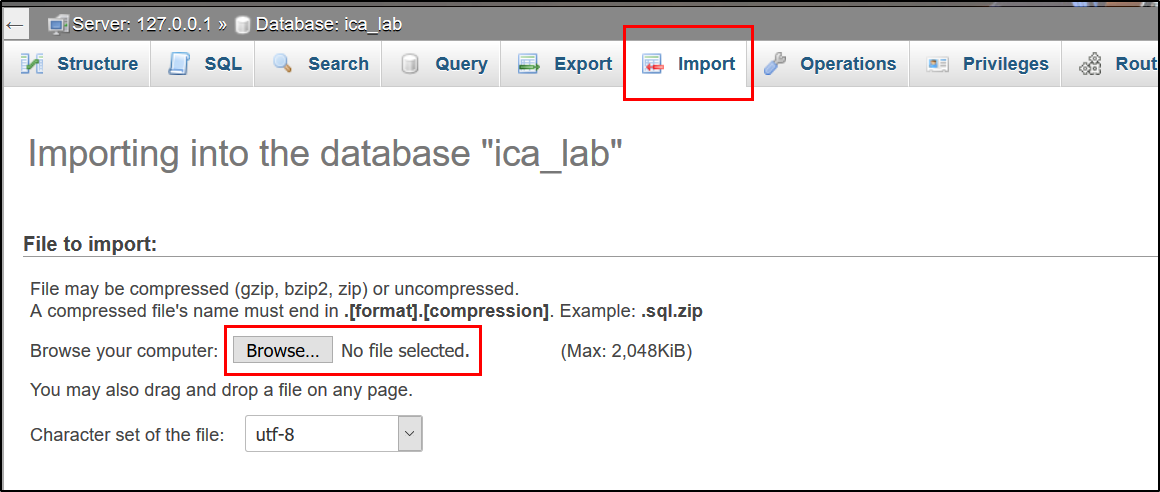 Server: 127.0.0.1 » Database: ica_lab
Structure SQL Search Query Export Import Operations Privileges Rout
Importing into the database "ica_lab"
File to import:
File may be compressed (gzip, bzip2, zip) or uncompressed.
A compressed file's name must end in .[format].[compression]. Example: .sql.zip
Browse your computer: Browse... No file selected. (Max: 2,048KiB)
You may also drag and drop a file on any page.
Character set of the file: utf-8